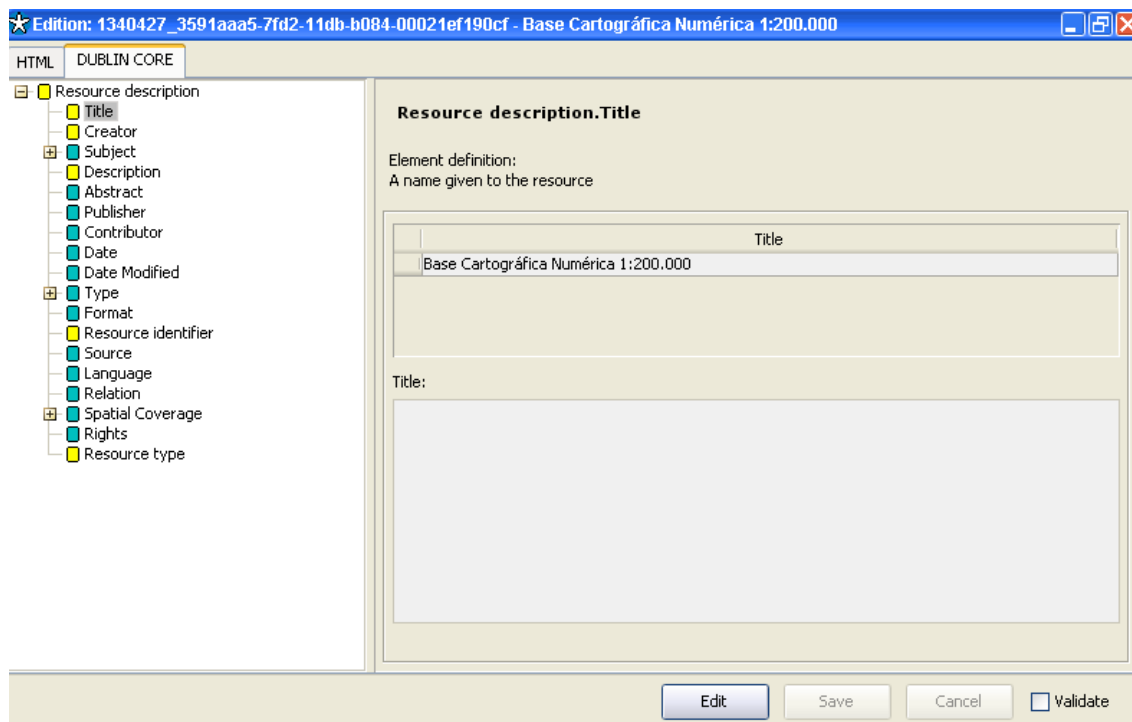 Edition: 1340427_3591aaa5-7fd2-11db-b084-00021ef190cf - Base Cartográfica Numérica 1:200.000
HTML
DUBLIN CORE
Resource description
Title
Creator
Subject
Description
Abstract
Publisher
Contributor
Date
Date Modified
Type
Format
Resource identifier
Source
Language
Relation
Spatial Coverage
Rights
Resource type
Resource description.Title
Element definition:
A name given to the resource
Title
Base Cartográfica Numérica 1:200.000
Title:
Edit
Save
Cancel
Validate